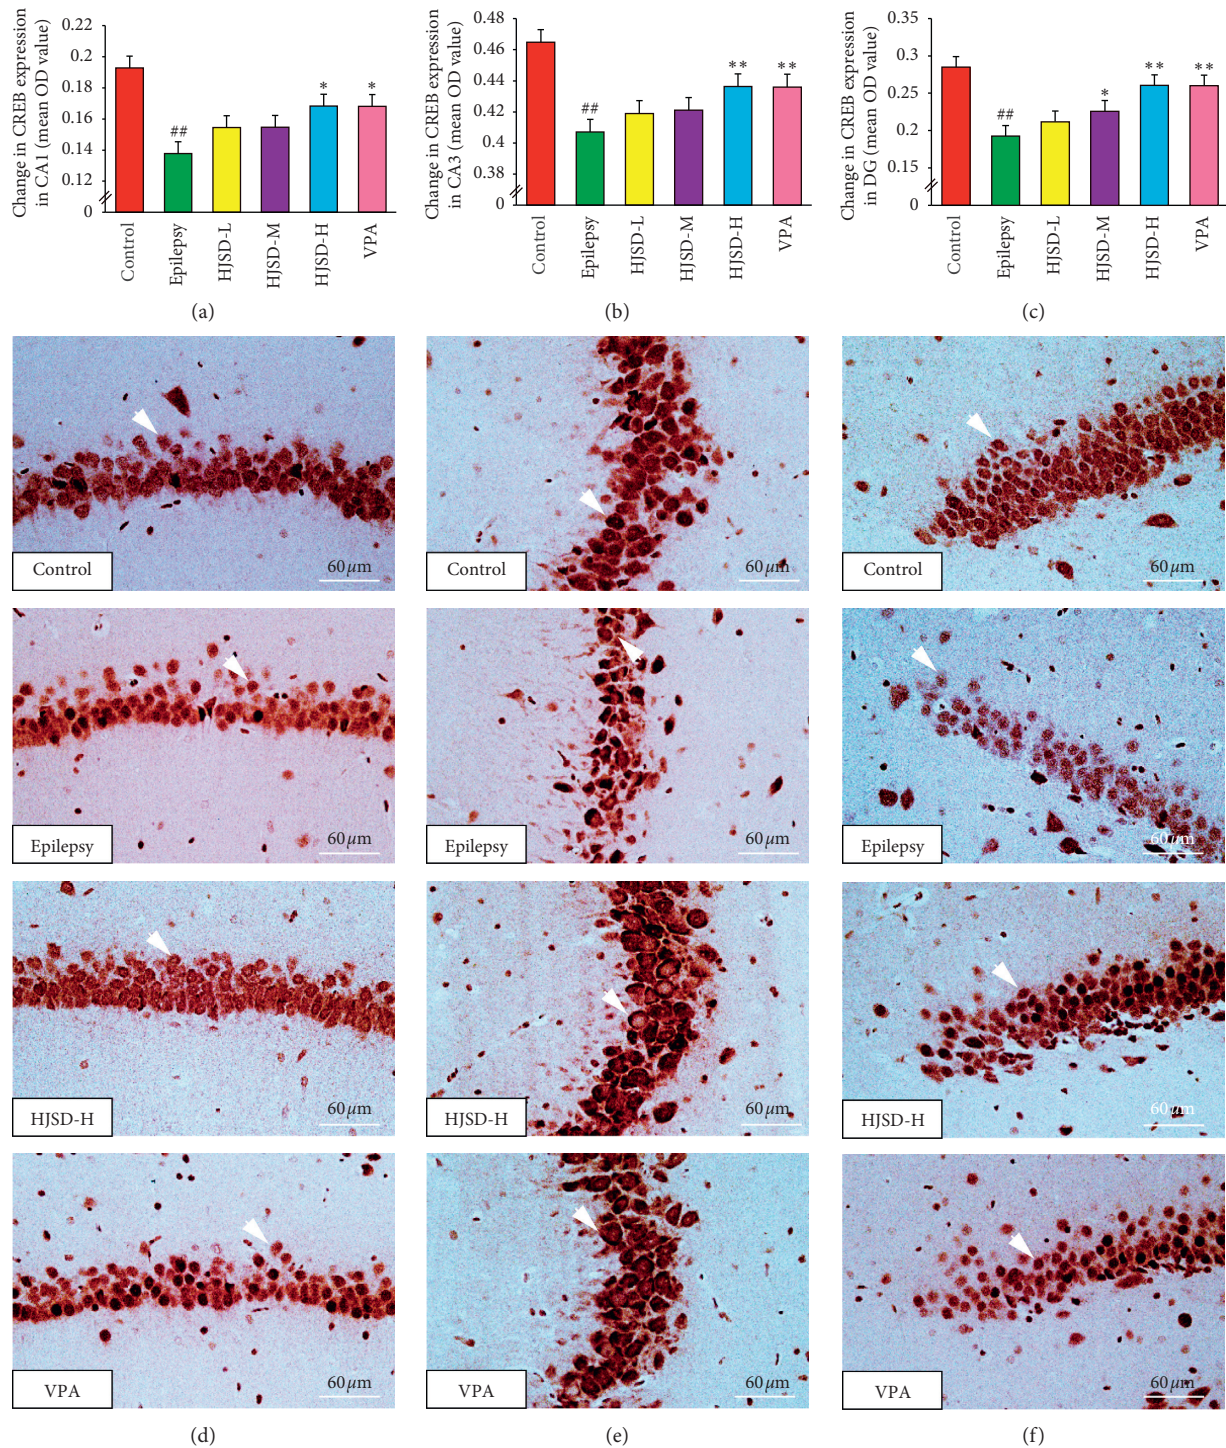 Change in CREB expression
in CA1 (mean OD value)
0.22
0.2
0.18
0.16
0.14
0.12
0
##
*
*
Control
Epilepsy
HJSD-L
HJSD-M
HJSD-H
VPA
(a)
Change in CREB expression
in CA3 (mean OD value)
0.48
0.46
0.44
0.42
0.4
0.38
0
##
**
**
Control
Epilepsy
HJSD-L
HJSD-M
HJSD-H
VPA
(b)
Change in CREB expression
in DG (mean OD value)
0.35
0.3
0.25
0.2
0.15
0
##
*
**
**
Control
Epilepsy
HJSD-L
HJSD-M
HJSD-H
VPA
(c)
Control
60 µm
Control
60 µm
Control
60 µm
Epilepsy
60 µm
Epilepsy
60 µm
Epilepsy
60 µm
HJSD-H
60 µm
HJSD-H
60 µm
HJSD-H
60 µm
VPA
60 µm
VPA
60 µm
VPA
60 µm
(d)
(e)
(f)